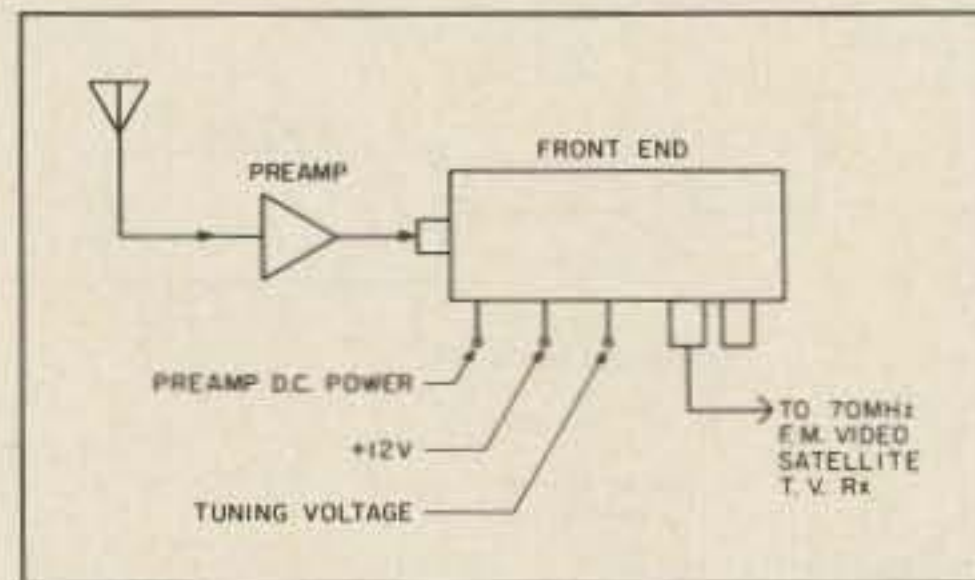 FRONT END
PREAMP
PREAMP D.C. POWER
+12V
TUNING VOLTAGE
TO 70MHz
F.M. VIDEO
SATELLITE
T.V. Rx